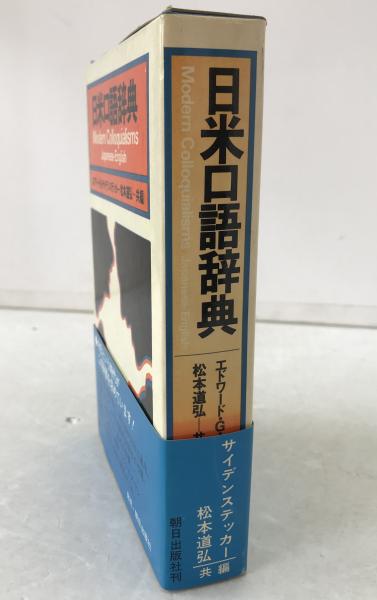 日米口語辞典
Modern Colloquialisms
Japanese-English
日米口語辞典
Modern Colloquialisms Japanese-English
エドワード・G・
松本道弘
サイデンステッカー
松本道弘
共編
朝日出版社刊